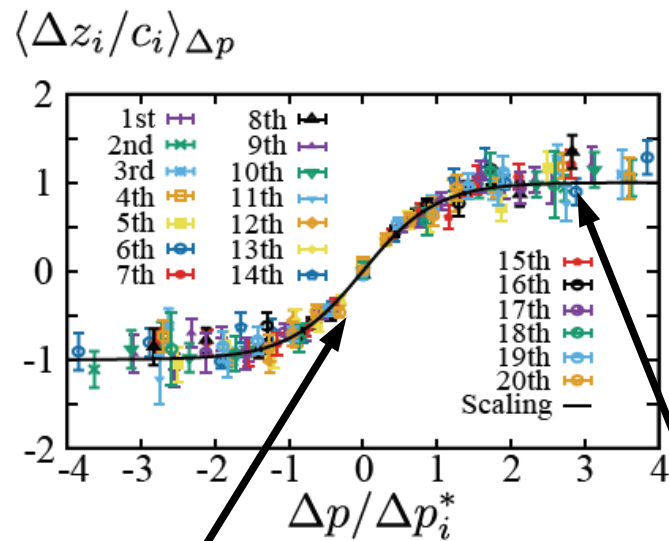 ⟨Δz_i/c_i⟩_Δp
2
1
0
-1
-2
1st
2nd
3rd
4th
5th
6th
7th
8th
9th
10th
11th
12th
13th
14th
15th
16th
17th
18th
19th
20th
Scaling
-4 -3 -2 -1 0 1 2 3 4
Δp/Δp_i^*